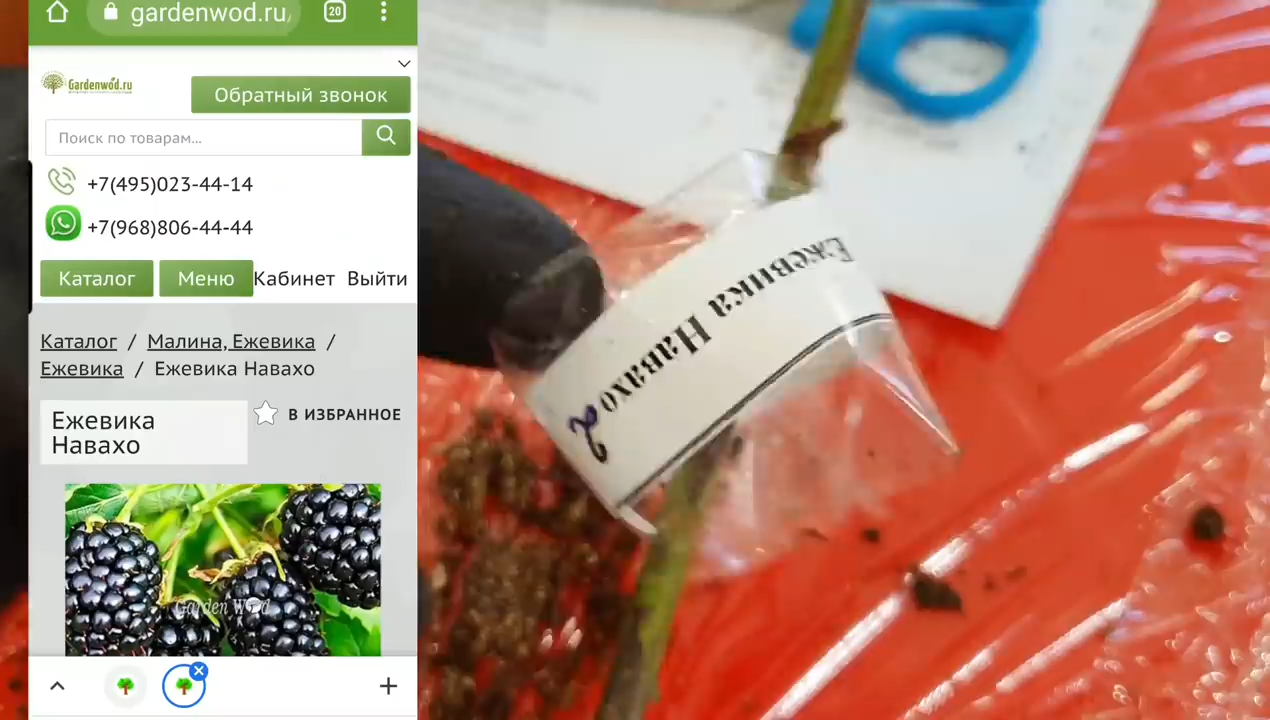 gardenwod.ru/
20
Gardenwod.ru
Обратный звонок
Поиск по товарам...
+7(495)023-44-14
+7(968)806-44-44
Каталог
Меню
Кабинет
Выйти
Каталог / Малина, Ежевика /
Ежевика / Ежевика Навахо
Ежевика
Навахо
В ИЗБРАННОЕ
Garden Wod
Ежевика Навахо
2